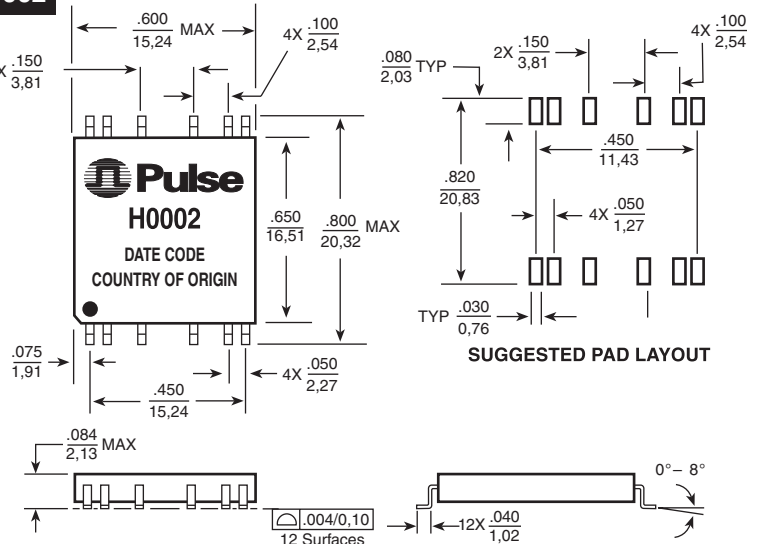 .600
15,24 MAX
4X .100
2,54
X .150
3,81
.080
2,03 TYP
2X .150
3,81
4X .100
2,54
Pulse
H0002
DATE CODE
COUNTRY OF ORIGIN
.650
16,51
.800
20,32 MAX
.820
20,83
.450
11,43
4X .050
1,27
TYP .030
0,76
SUGGESTED PAD LAYOUT
.075
1,91
4X .050
2,27
.450
15,24
.084
2,13 MAX
.004/0,10
12 Surfaces
12X .040
1,02
0°– 8°